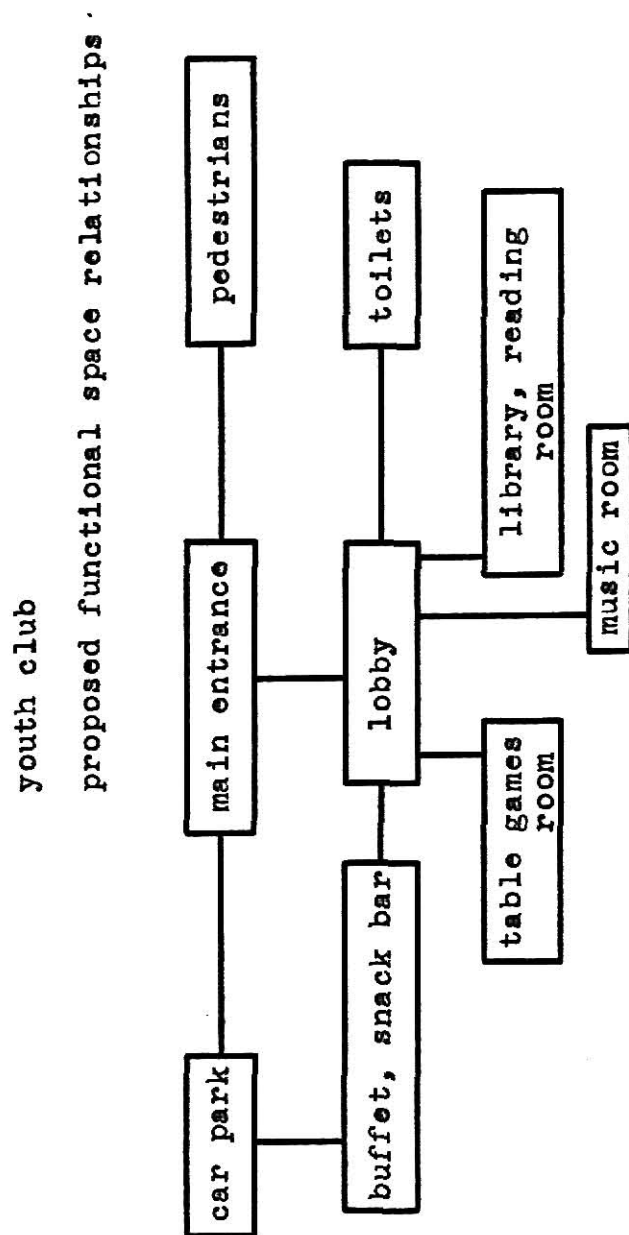 youth club
proposed functional space relationships
car park
main entrance
pedestrians
buffet, snack bar
lobby
toilets
table games
room
library, reading
room
music room